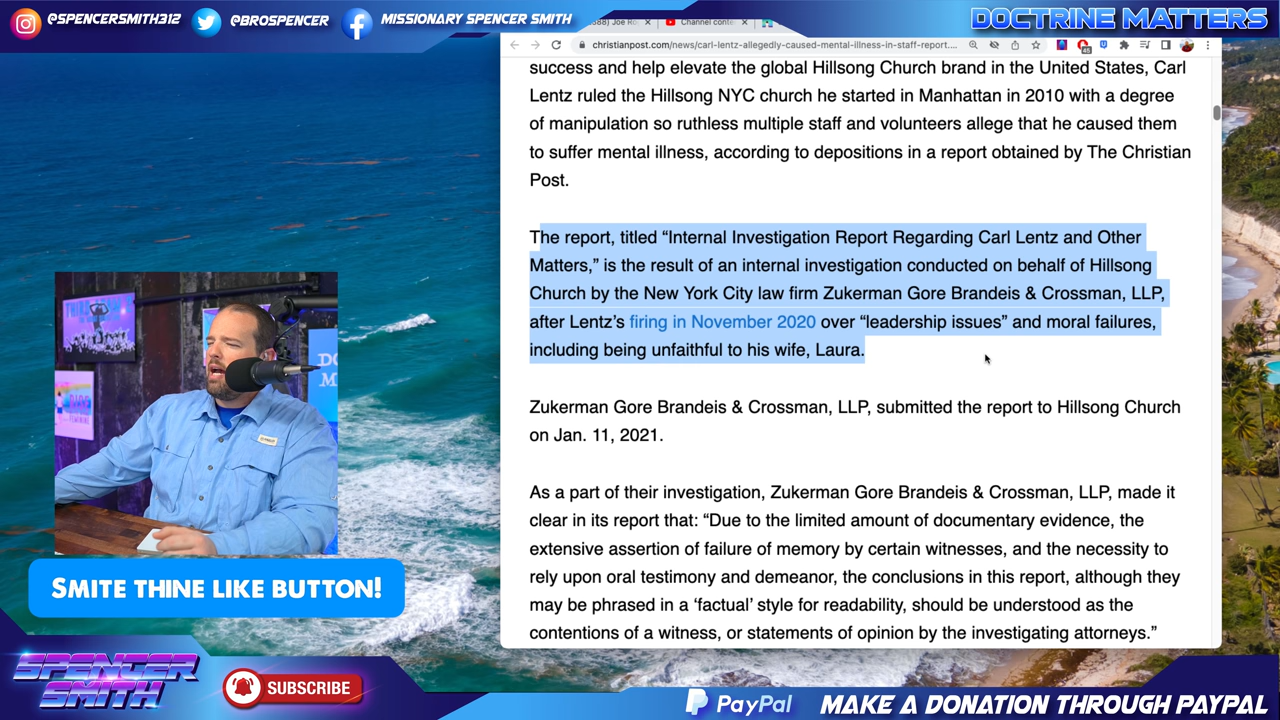 @SPENCERSMITH312
@BROSPENCER
MISSIONARY SPENCER SMITH
DOCTRINE MATTERS
Joe Ro
Channel conte
christianpost.com/news/carl-lentz-allegedly-caused-mental-illness-in-staff-report....
success and help elevate the global Hillsong Church brand in the United States, Carl
Lentz ruled the Hillsong NYC church he started in Manhattan in 2010 with a degree
of manipulation so ruthless multiple staff and volunteers allege that he caused them
to suffer mental illness, according to depositions in a report obtained by The Christian
Post.
The report, titled “Internal Investigation Report Regarding Carl Lentz and Other
Matters,” is the result of an internal investigation conducted on behalf of Hillsong
Church by the New York City law firm Zukerman Gore Brandeis & Crossman, LLP,
after Lentz’s firing in November 2020 over “leadership issues” and moral failures,
including being unfaithful to his wife, Laura.
Zukerman Gore Brandeis & Crossman, LLP, submitted the report to Hillsong Church
on Jan. 11, 2021.
As a part of their investigation, Zukerman Gore Brandeis & Crossman, LLP, made it
clear in its report that: “Due to the limited amount of documentary evidence, the
extensive assertion of failure of memory by certain witnesses, and the necessity to
rely upon oral testimony and demeanor, the conclusions in this report, although they
may be phrased in a ‘factual’ style for readability, should be understood as the
contentions of a witness, or statements of opinion by the investigating attorneys.”
SMITE THINE LIKE BUTTON!
SPENCER
SMITH
SUBSCRIBE
PayPal
MAKE A DONATION THROUGH PAYPAL